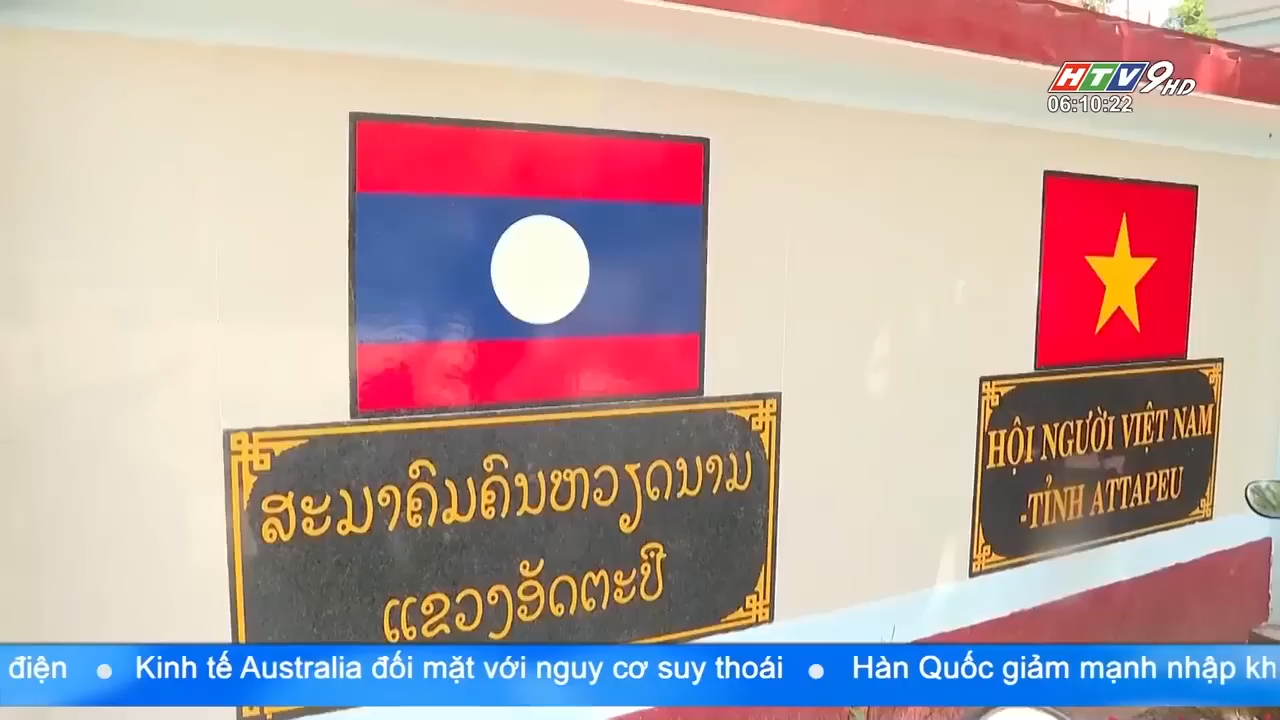 HTV9HD
06:10:22
ສະມາຄົມຄົນຫວຽດນາມ
ແຂວງອັດຕະປື
HỘI NGƯỜI VIỆT NAM
-TỈNH ATTAPEU
điện • Kinh tế Australia đối mặt với nguy cơ suy thoái • Hàn Quốc giảm mạnh nhập kh